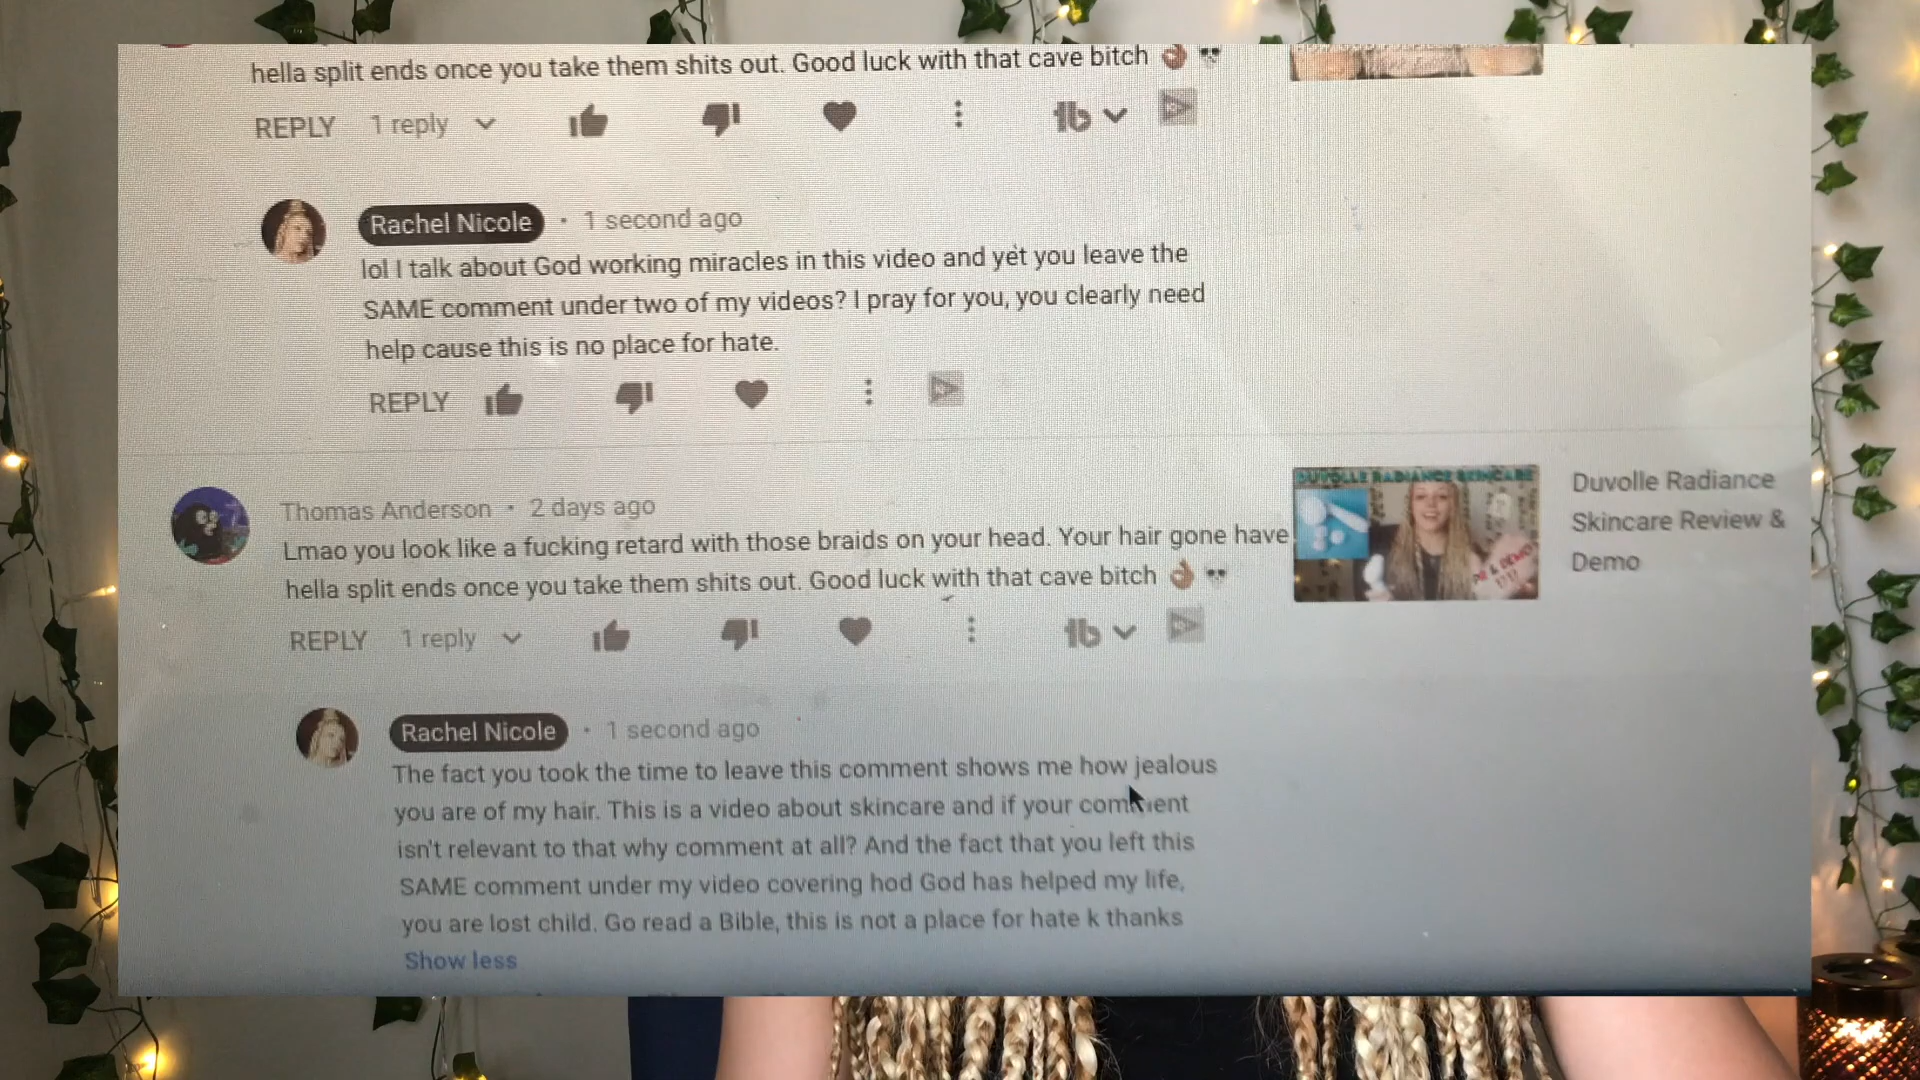 hella split ends once you take them shits out. Good luck with that cave bitch 👌🏽 💀
REPLY 1 reply
Rachel Nicole · 1 second ago
lol I talk about God working miracles in this video and yet you leave the
SAME comment under two of my videos? I pray for you, you clearly need
help cause this is no place for hate.
REPLY
Thomas Anderson · 2 days ago
Lmao you look like a fucking retard with those braids on your head. Your hair gone have
hella split ends once you take them shits out. Good luck with that cave bitch 👌🏽 💀
REPLY 1 reply
DUVOLLE RADIANCE SKINCARE
Duvolle Radiance
Skincare Review &
Demo
Rachel Nicole · 1 second ago
The fact you took the time to leave this comment shows me how jealous
you are of my hair. This is a video about skincare and if your comment
isn't relevant to that why comment at all? And the fact that you left this
SAME comment under my video covering hod God has helped my life,
you are lost child. Go read a Bible, this is not a place for hate k thanks
Show less